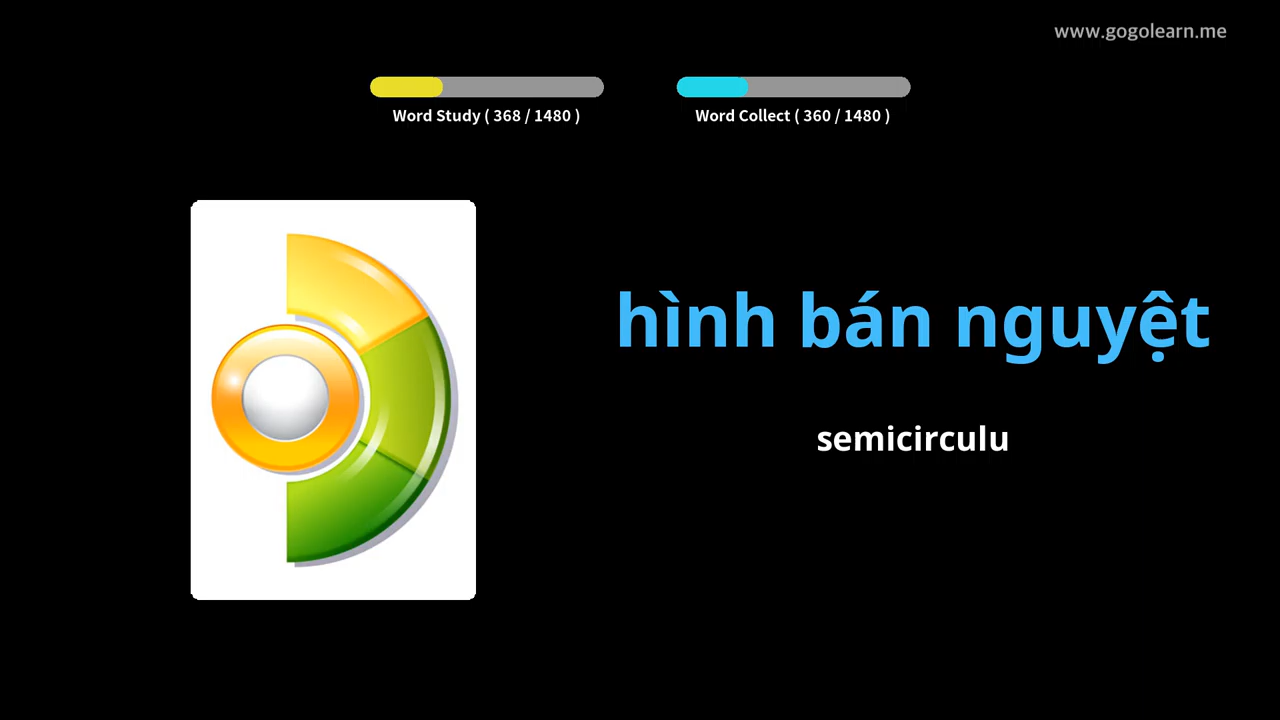 www.gogolearn.me
Word Study ( 368 / 1480 )
Word Collect ( 360 / 1480 )
hình bán nguyệt
semicirculu